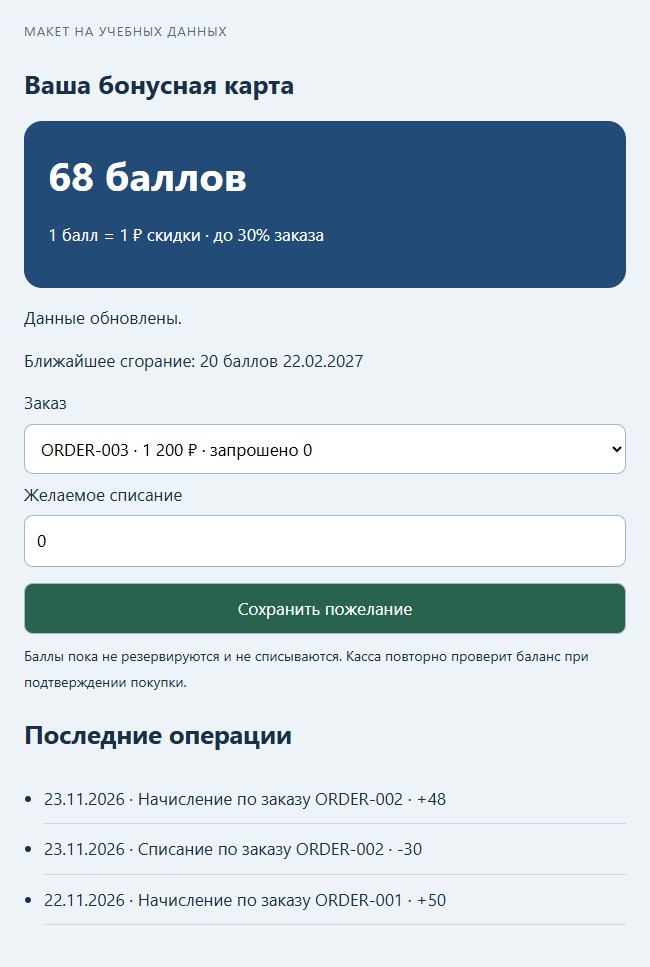 МАКЕТ НА УЧЕБНЫХ ДАННЫХ
Ваша бонусная карта
68 баллов
1 балл = 1 ₽ скидки · до 30% заказа
Данные обновлены.
Ближайшее сгорание: 20 баллов 22.02.2027
Заказ
ORDER-003 · 1 200 ₽ · запрошено 0
Желаемое списание
0
Сохранить пожелание
Баллы пока не резервируются и не списываются. Касса повторно проверит баланс при
подтверждении покупки.
Последние операции
23.11.2026 · Начисление по заказу ORDER-002 · +48
23.11.2026 · Списание по заказу ORDER-002 · -30
22.11.2026 · Начисление по заказу ORDER-001 · +50